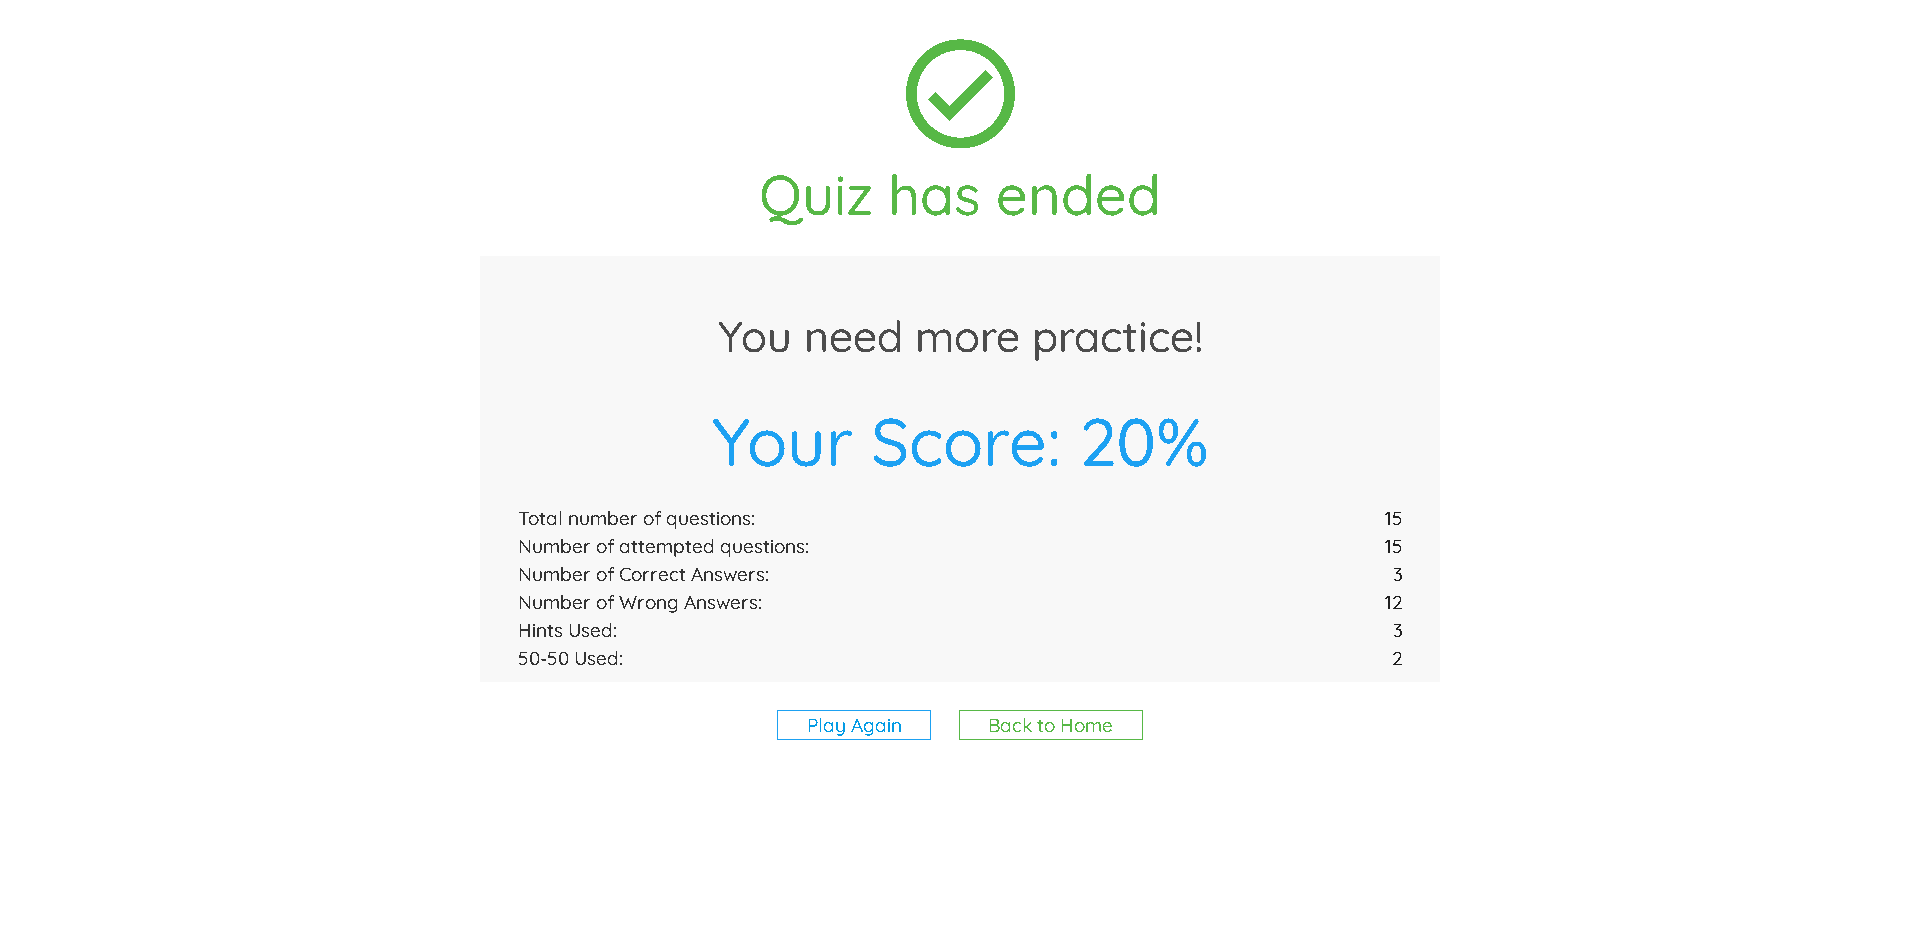 Quiz has ended
You need more practice!
Your Score: 20%
Total number of questions: 15
Number of attempted questions: 15
Number of Correct Answers: 3
Number of Wrong Answers: 12
Hints Used: 3
50-50 Used: 2
Play Again Back to Home